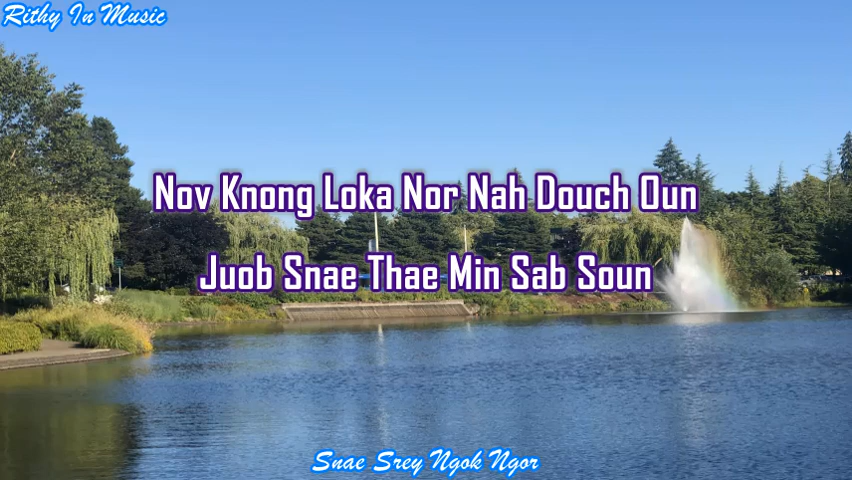 Rithy In Music
Nov Knong Loka Nor Nah Douch Oun
Juob Snae Thae Min Sab Soun
Snae Srey Ngok Ngor